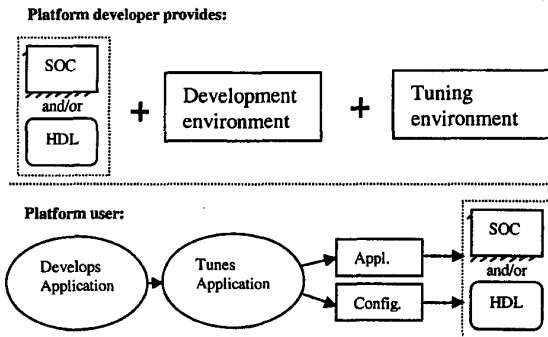 Platform developer provides:
SOC
and/or
HDL
+
Development
environment
+
Tuning
environment
Platform user:
Develops
Application
Tunes
Application
Appl.
Config.
SOC
and/or
HDL